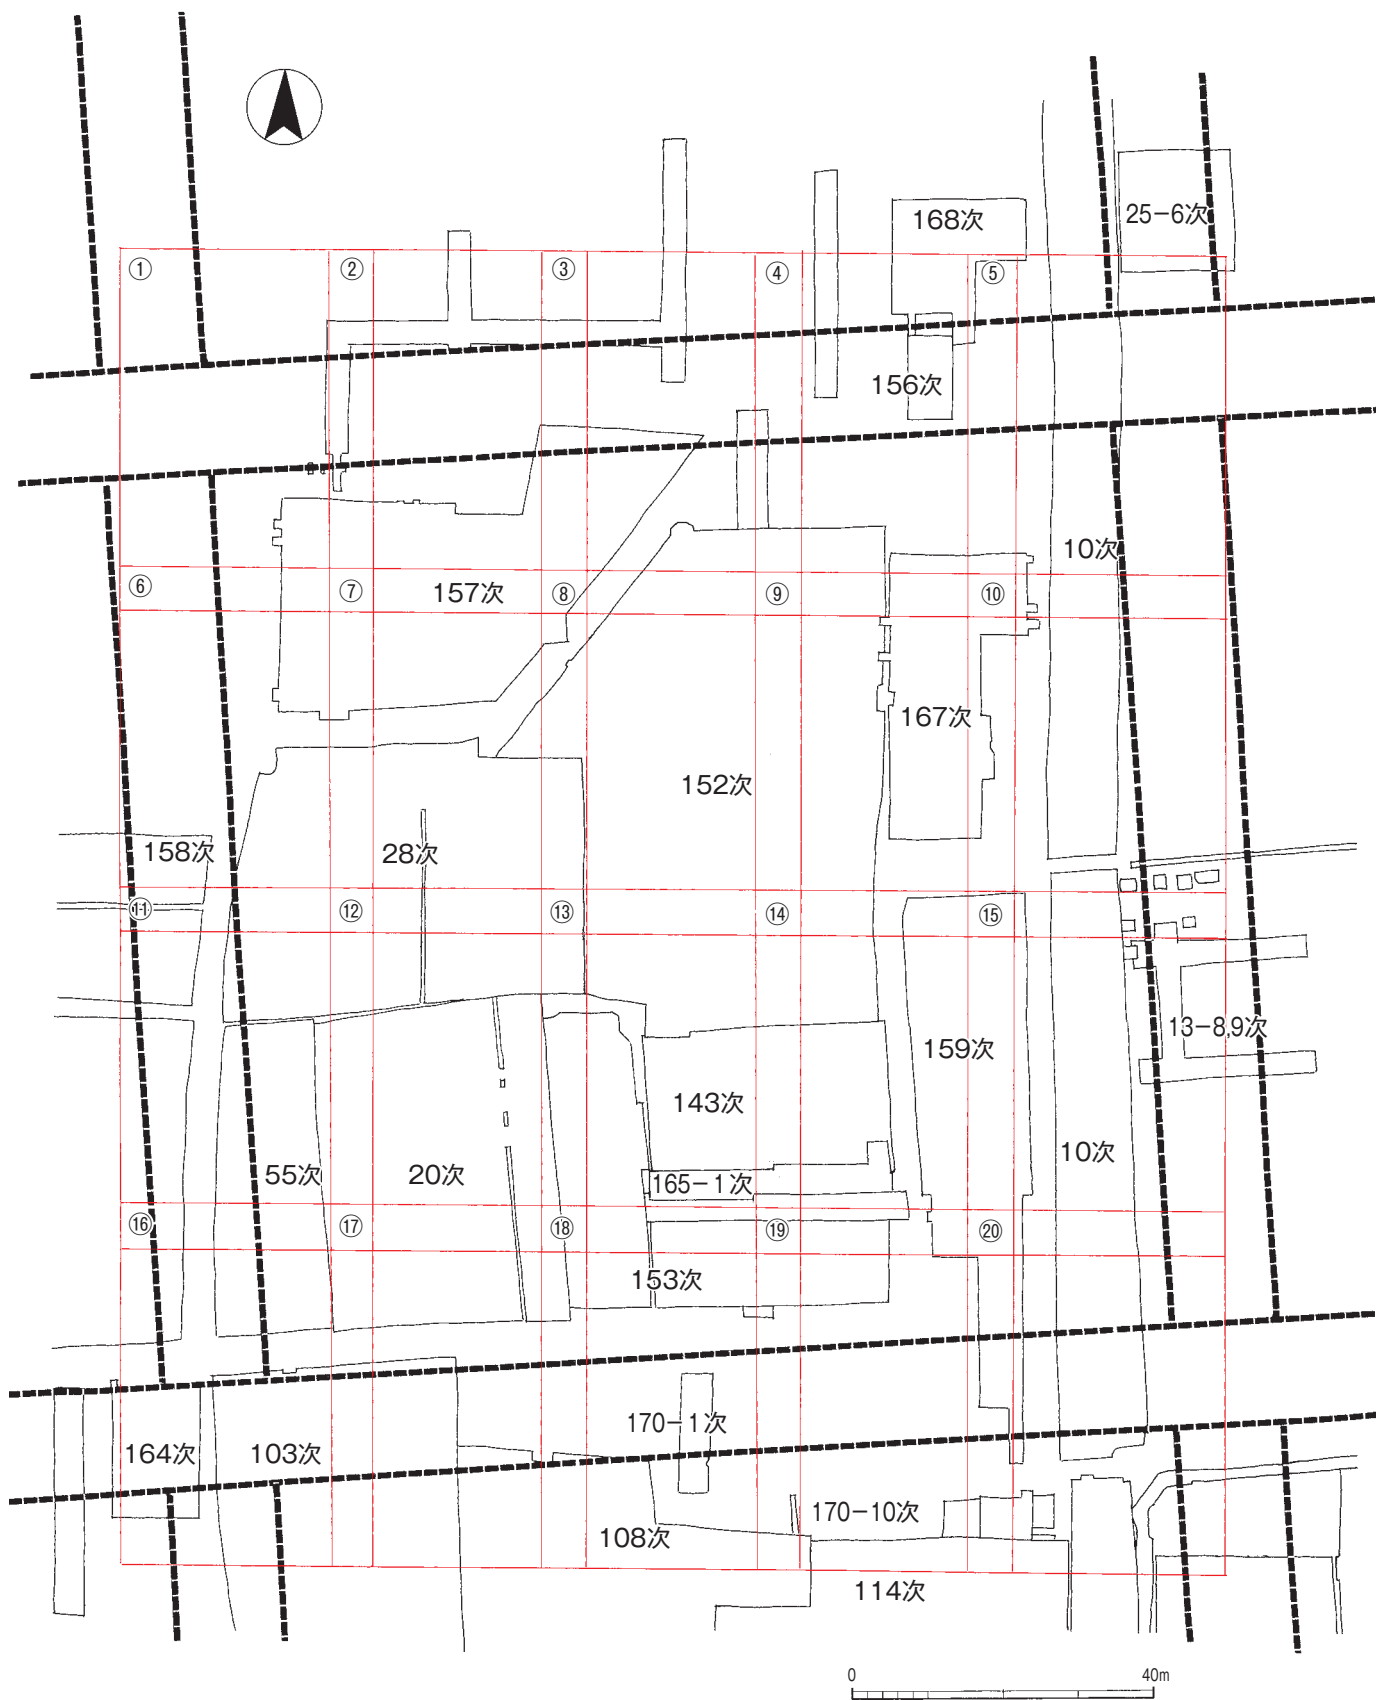 168次
25-6次
① ② ③ ④ ⑤
156次
10次
⑥ ⑦ 157次 ⑧ ⑨ ⑩
167次
152次
158次
28次
⑪ ⑫ ⑬ ⑭ ⑮
13-8,9次
159次
143次
10次
55次 20次
165-1次
⑯ ⑰ ⑱ ⑲ ⑳
153次
170-1次
164次 103次
170-10次
108次
114次
0 40m